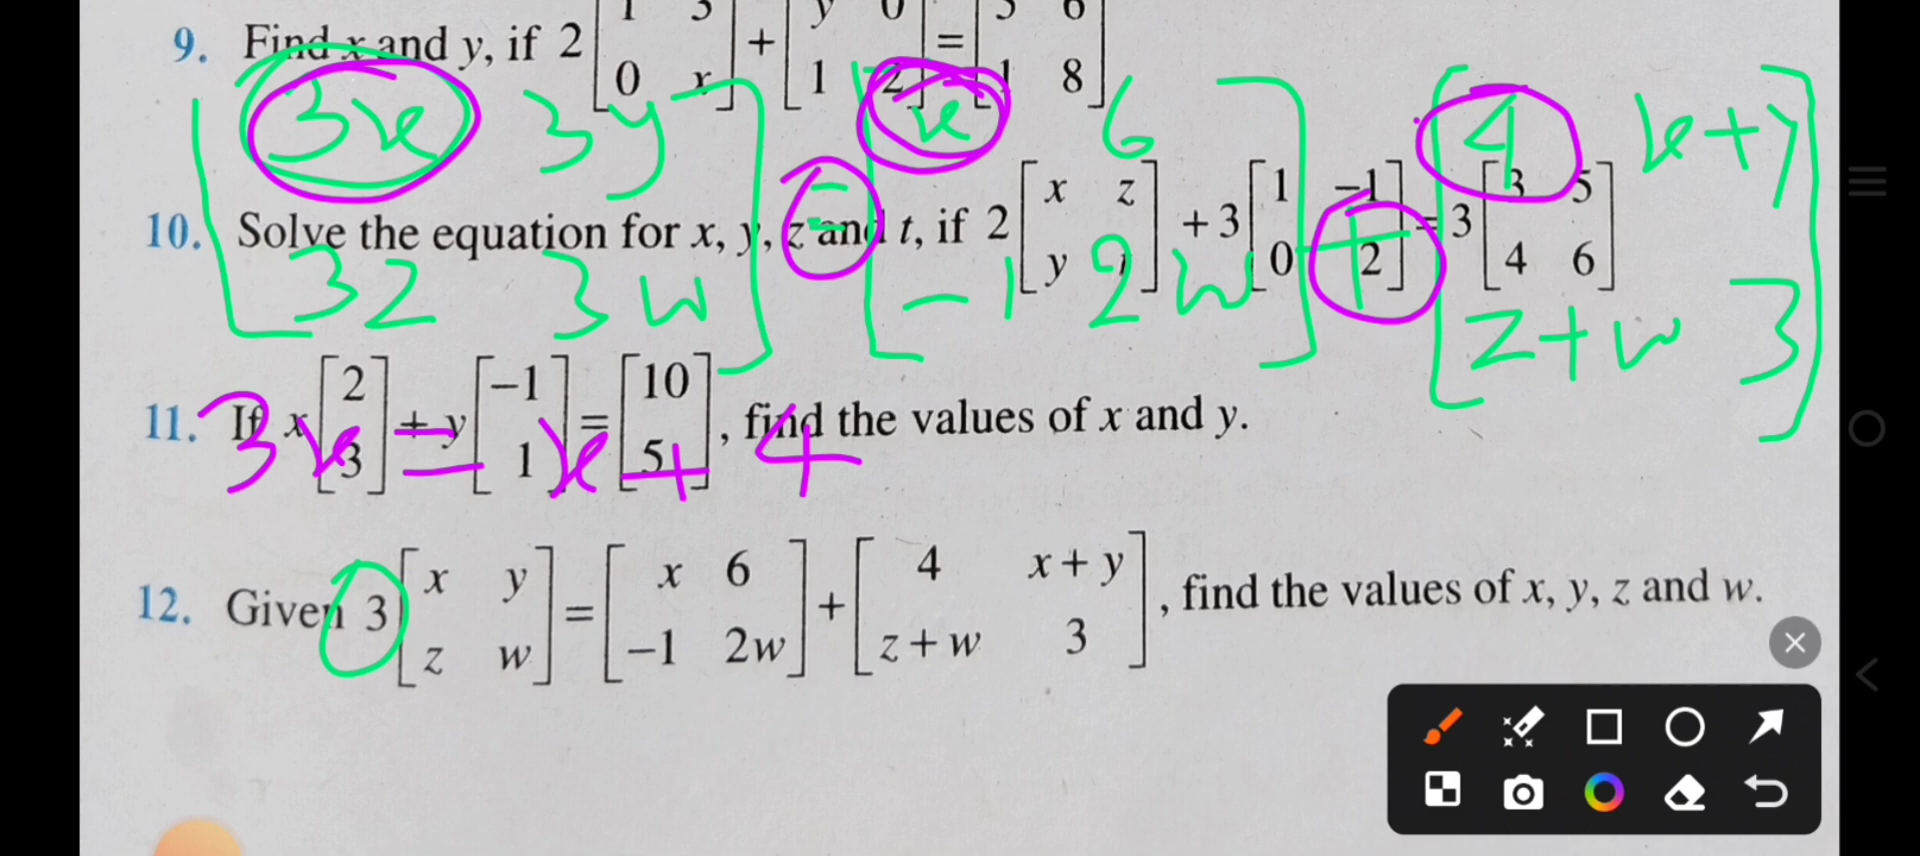 9. Find x and y, if 2 [1 3; 0 x] + [y 0; 1 2] = [5 6; 1 8]
[3x 3y; 3z 3w] = [x 6; -1 2w] + [4 x+y; z+w 3]
10. Solve the equation for x, y, z and t, if 2 [x z; y t] + 3 [1 -1; 0 2] = 3 [3 5; 4 6]
11. If x [2; 3] + y [-1; 1] = [10; 5], find the values of x and y.
3x = x + 4
12. Given 3 [x y; z w] = [x 6; -1 2w] + [4 x+y; z+w 3], find the values of x, y, z and w.